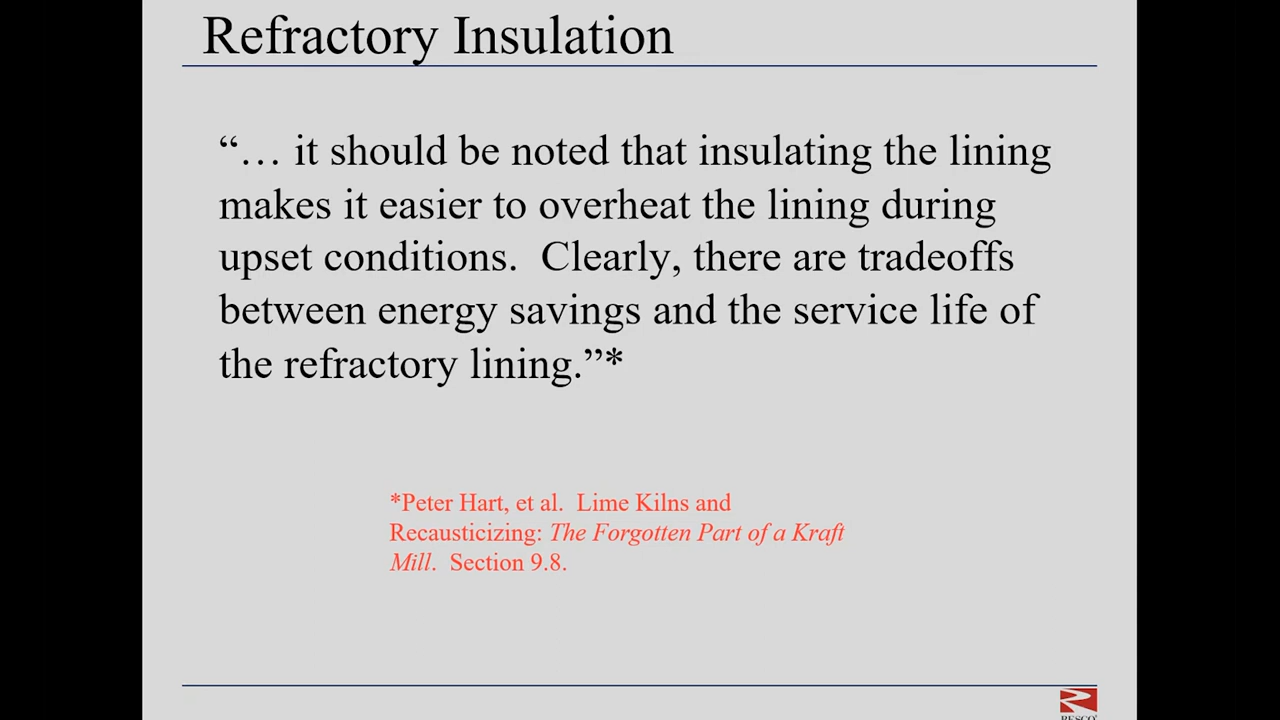 Refractory Insulation
“… it should be noted that insulating the lining
makes it easier to overheat the lining during
upset conditions.  Clearly, there are tradeoffs
between energy savings and the service life of
the refractory lining.”*
*Peter Hart, et al.  Lime Kilns and
Recausticizing: The Forgotten Part of a Kraft
Mill.  Section 9.8.
RESCO